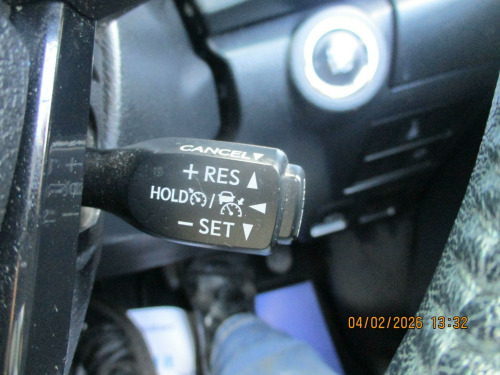 CANCEL
+ RES
HOLD /
− SET
04/02/2026 13:32